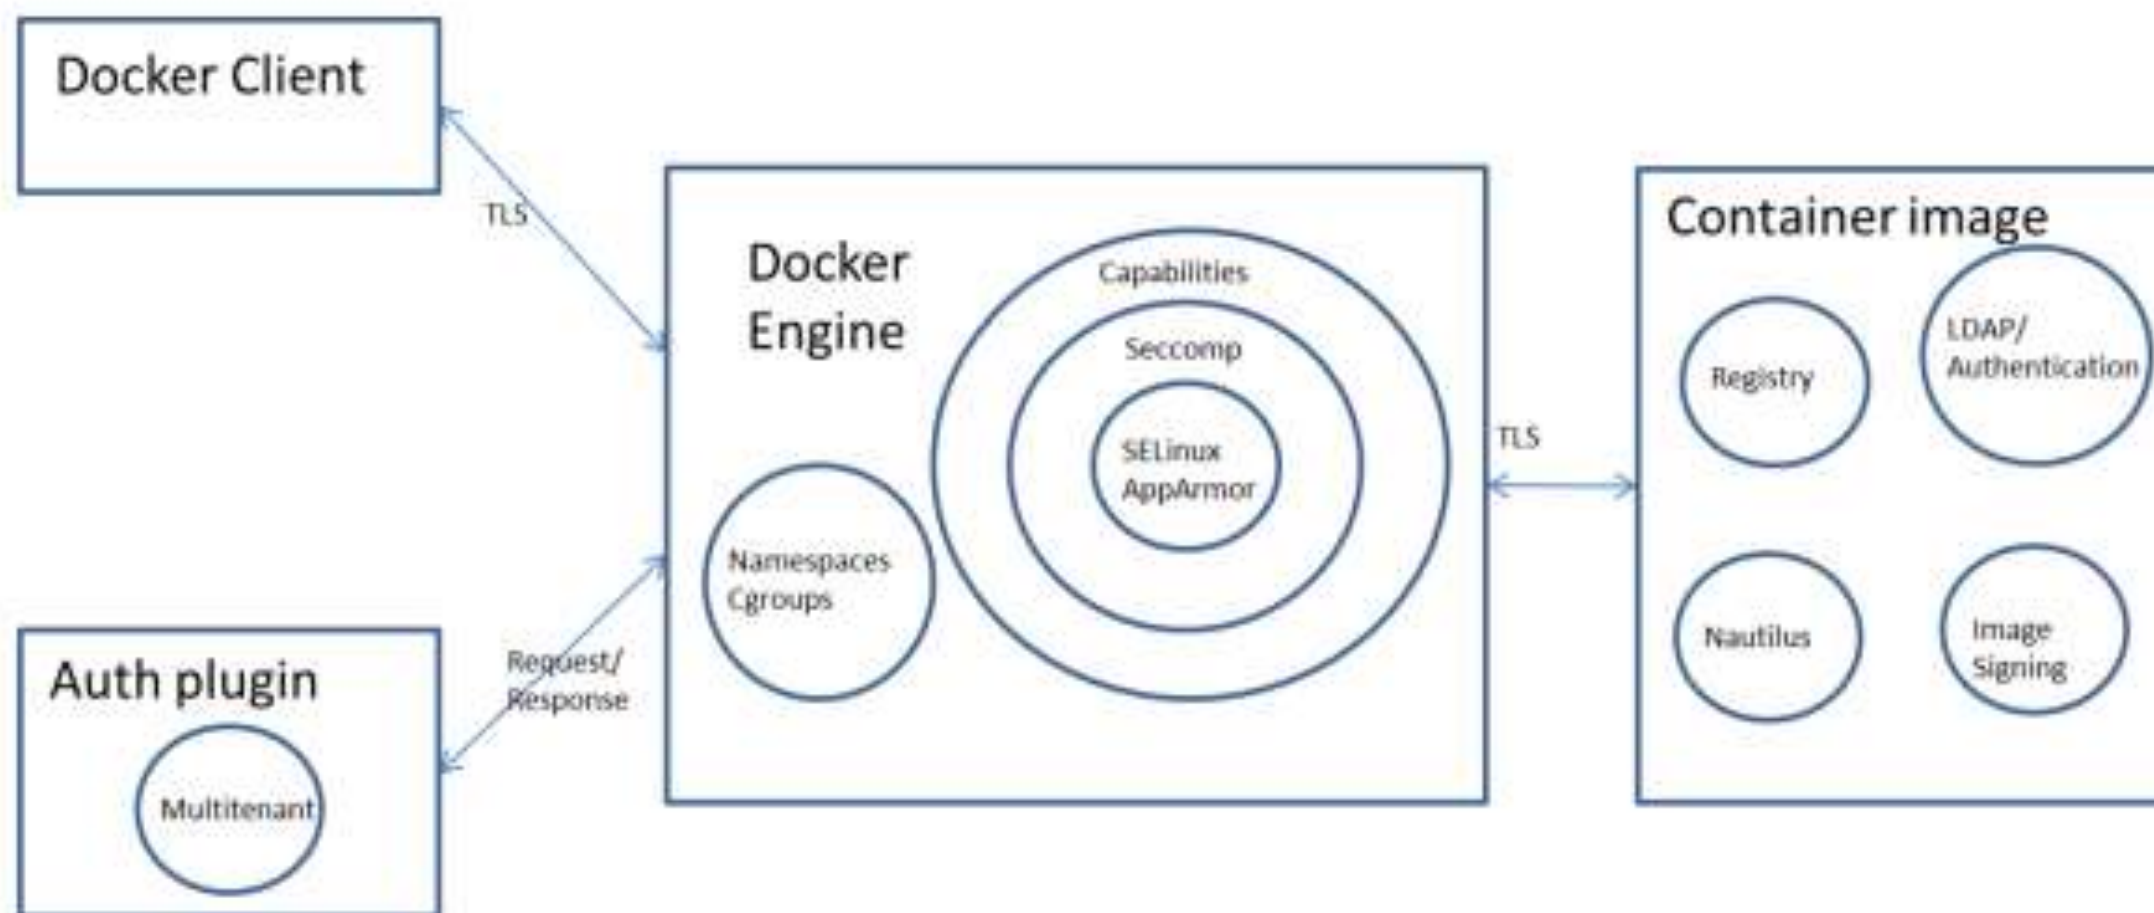 Docker Client
TLS
Docker
Engine
Capabilities
Seccomp
SELinux
AppArmor
Namespaces
Cgroups
TLS
Container image
Registry
LDAP/
Authentication
Nautilus
Image
Signing
Auth plugin
Multitenant
Request/
Response